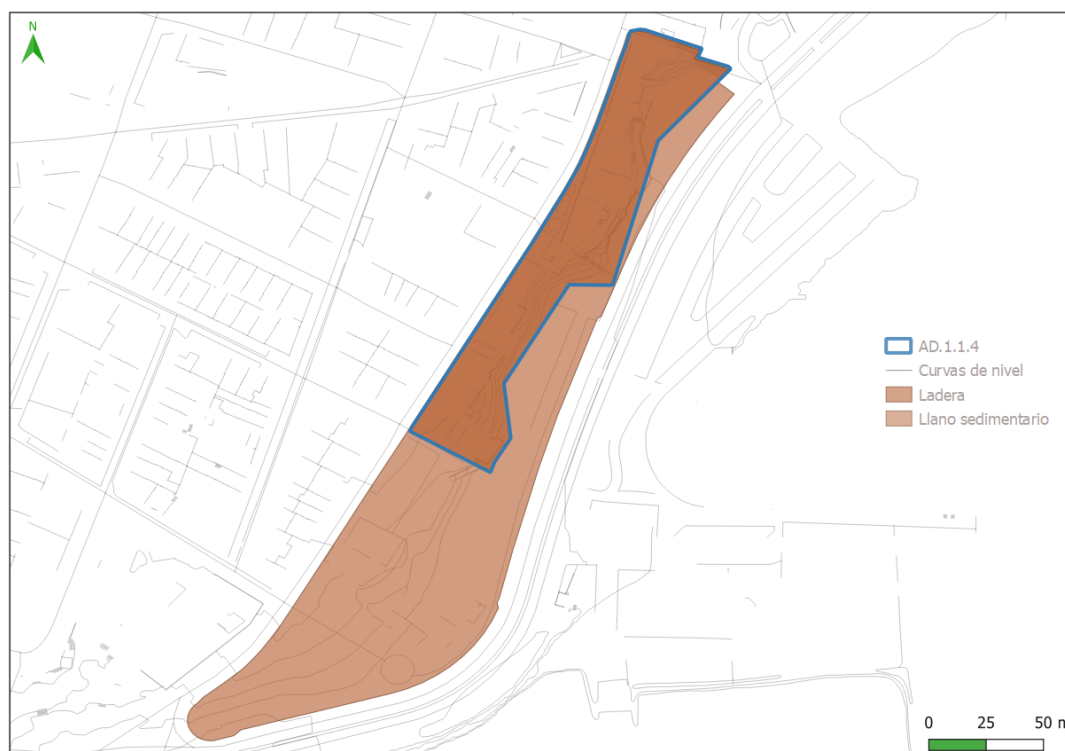 N
AD.1.1.4
Curvas de nivel
Ladera
Llano sedimentario
0 25 50 m